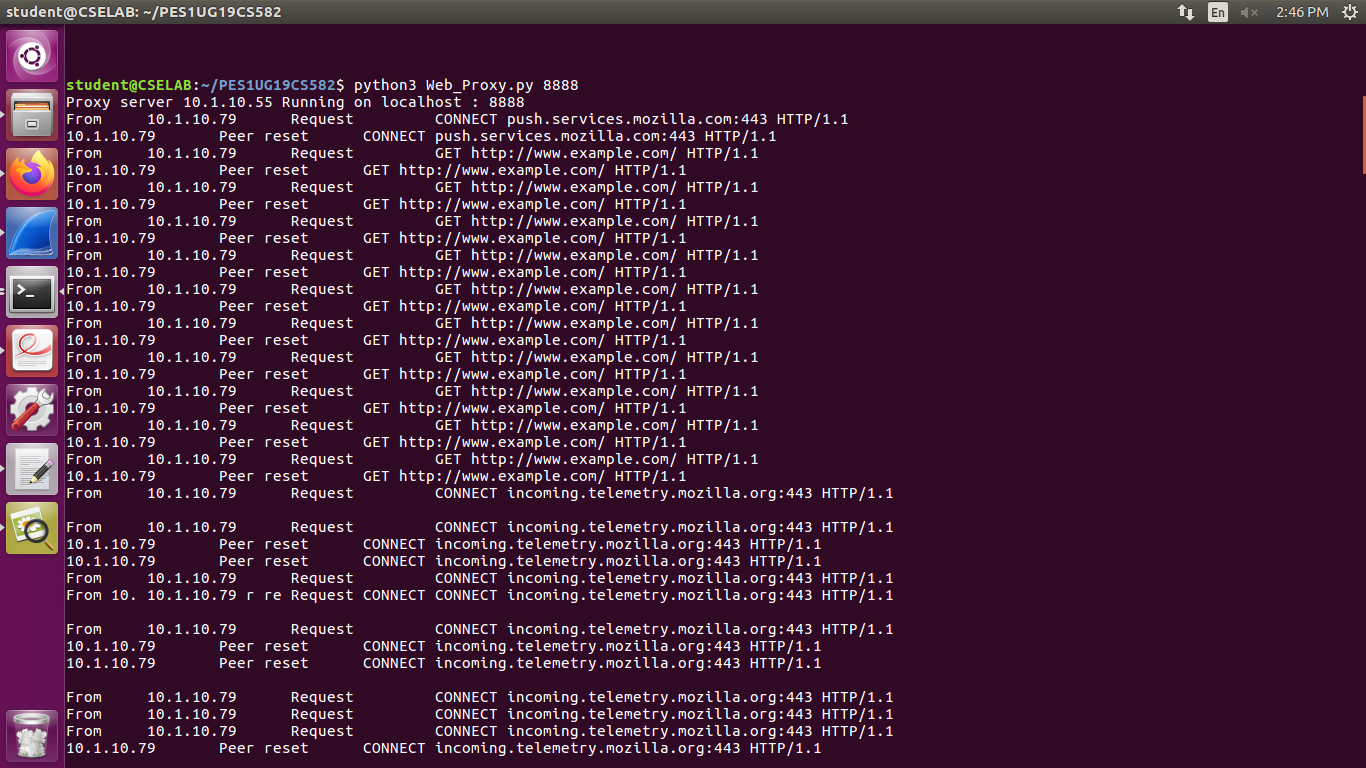 student@CSELAB: ~/PES1UG19CS582
En
2:46 PM
student@CSELAB:~/PES1UG19CS582$ python3 Web_Proxy.py 8888
Proxy server 10.1.10.55 Running on localhost : 8888
From 10.1.10.79 Request CONNECT push.services.mozilla.com:443 HTTP/1.1
10.1.10.79 Peer reset CONNECT push.services.mozilla.com:443 HTTP/1.1
From 10.1.10.79 Request GET http://www.example.com/ HTTP/1.1
10.1.10.79 Peer reset GET http://www.example.com/ HTTP/1.1
From 10.1.10.79 Request GET http://www.example.com/ HTTP/1.1
10.1.10.79 Peer reset GET http://www.example.com/ HTTP/1.1
From 10.1.10.79 Request GET http://www.example.com/ HTTP/1.1
10.1.10.79 Peer reset GET http://www.example.com/ HTTP/1.1
From 10.1.10.79 Request GET http://www.example.com/ HTTP/1.1
10.1.10.79 Peer reset GET http://www.example.com/ HTTP/1.1
From 10.1.10.79 Request GET http://www.example.com/ HTTP/1.1
10.1.10.79 Peer reset GET http://www.example.com/ HTTP/1.1
From 10.1.10.79 Request GET http://www.example.com/ HTTP/1.1
10.1.10.79 Peer reset GET http://www.example.com/ HTTP/1.1
From 10.1.10.79 Request GET http://www.example.com/ HTTP/1.1
10.1.10.79 Peer reset GET http://www.example.com/ HTTP/1.1
From 10.1.10.79 Request GET http://www.example.com/ HTTP/1.1
10.1.10.79 Peer reset GET http://www.example.com/ HTTP/1.1
From 10.1.10.79 Request GET http://www.example.com/ HTTP/1.1
10.1.10.79 Peer reset GET http://www.example.com/ HTTP/1.1
From 10.1.10.79 Request GET http://www.example.com/ HTTP/1.1
10.1.10.79 Peer reset GET http://www.example.com/ HTTP/1.1
From 10.1.10.79 Request CONNECT incoming.telemetry.mozilla.org:443 HTTP/1.1
From 10.1.10.79 Request CONNECT incoming.telemetry.mozilla.org:443 HTTP/1.1
10.1.10.79 Peer reset CONNECT incoming.telemetry.mozilla.org:443 HTTP/1.1
10.1.10.79 Peer reset CONNECT incoming.telemetry.mozilla.org:443 HTTP/1.1
From 10.1.10.79 Request CONNECT incoming.telemetry.mozilla.org:443 HTTP/1.1
From 10. 10.1.10.79 r re Request CONNECT CONNECT incoming.telemetry.mozilla.org:443 HTTP/1.1
From 10.1.10.79 Request CONNECT incoming.telemetry.mozilla.org:443 HTTP/1.1
10.1.10.79 Peer reset CONNECT incoming.telemetry.mozilla.org:443 HTTP/1.1
10.1.10.79 Peer reset CONNECT incoming.telemetry.mozilla.org:443 HTTP/1.1
From 10.1.10.79 Request CONNECT incoming.telemetry.mozilla.org:443 HTTP/1.1
From 10.1.10.79 Request CONNECT incoming.telemetry.mozilla.org:443 HTTP/1.1
From 10.1.10.79 Request CONNECT incoming.telemetry.mozilla.org:443 HTTP/1.1
10.1.10.79 Peer reset CONNECT incoming.telemetry.mozilla.org:443 HTTP/1.1